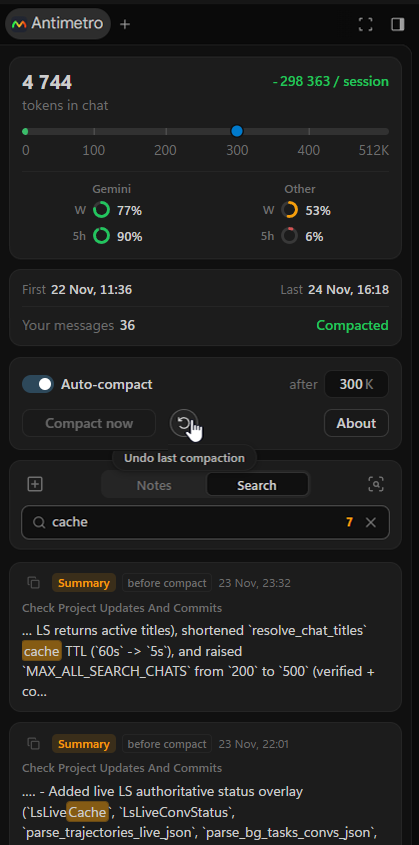 Antimetro +
4 744
-298 363 / session
tokens in chat
0 100 200 300 400 512K
Gemini Other
W 77% W 53%
5h 90% 5h 6%
First 22 Nov, 11:36 Last 24 Nov, 16:18
Your messages 36 Compacted
Auto-compact after 300 K
Compact now About
Undo last compaction
Notes Search
cache 7
Summary before compact 23 Nov, 23:32
Check Project Updates And Commits
... LS returns active titles), shortened `resolve_chat_titles`
cache TTL (`60s` -> `5s`), and raised
`MAX_ALL_SEARCH_CHATS` from `200` to `500` (verified +
co...
Summary before compact 23 Nov, 22:01
Check Project Updates And Commits
.... - Added live LS authoritative status overlay
(`LsLiveCache`, `LsLiveConvStatus`,
`parse_trajectories_live_json`, `parse_bg_tasks_convs_json`,